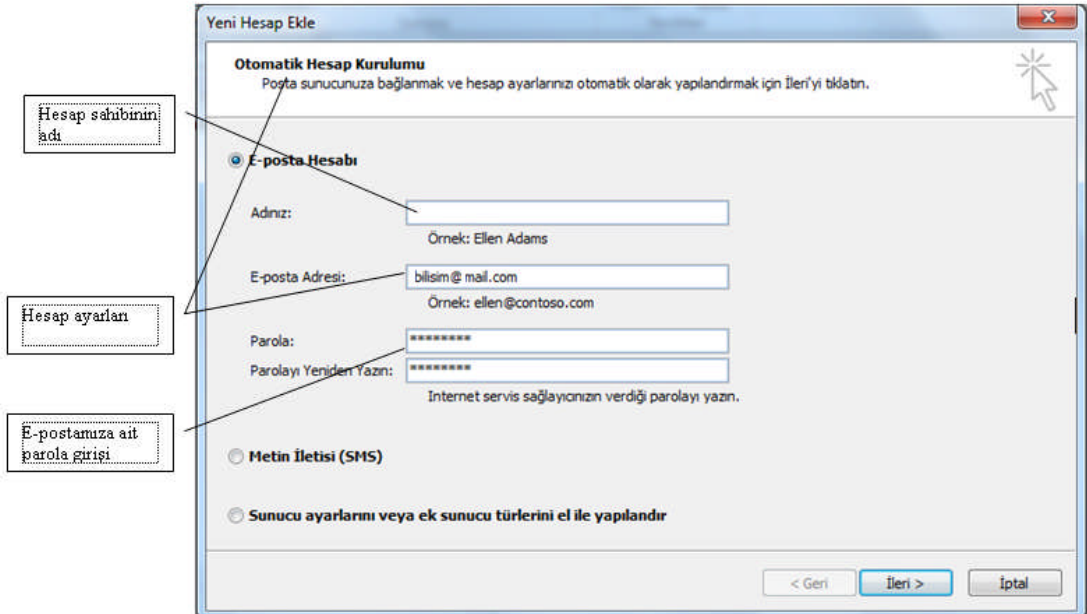 Yeni Hesap Ekle
Otomatik Hesap Kurulumu
Posta sunucunuza bağlanmak ve hesap ayarlarınızı otomatik olarak yapılandırmak için İleri'yi tıklatın.
Hesap sahibinin
adı
E-posta Hesabı
Adınız:
Örnek: Ellen Adams
E-posta Adresi:
bilisim@mail.com
Örnek: ellen@contoso.com
Hesap ayarları
Parola:
********
Parolayı Yeniden Yazın:
********
Internet servis sağlayıcınızın verdiği parolayı yazın.
E-postamıza ait
parola girişi
Metin İletisi (SMS)
Sunucu ayarlarını veya ek sunucu türlerini el ile yapılandır
< Geri
İleri >
İptal